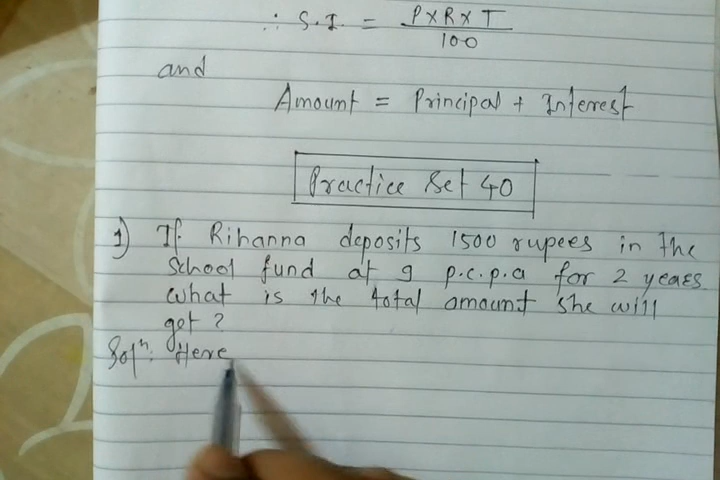 ∴ S.I. = P×R×T / 100
and
Amount = Principal + Interest
Practice Set 40
1) If Rihanna deposits 1500 rupees in the
School fund at 9 p.c.p.a for 2 years.
What is the total amount she will
get?
Solⁿ: Here